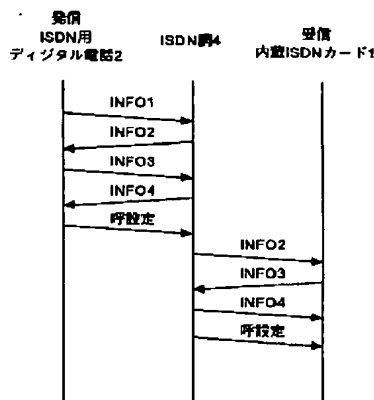 発信
ISDN用
ディジタル電話2
ISDN網4
着信
内蔵ISDNカード1
INFO1
INFO2
INFO3
INFO4
呼設定
INFO2
INFO3
INFO4
呼設定